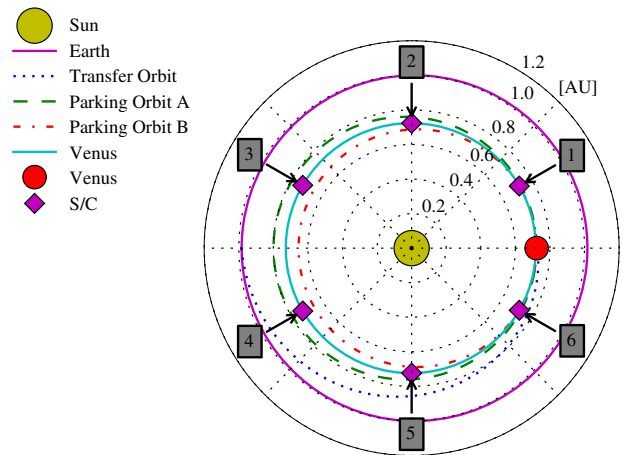 Sun
Earth
Transfer Orbit
Parking Orbit A
Parking Orbit B
Venus
Venus
S/C
2
1.2
[AU]
1.0
0.8
3
1
0.6
0.4
0.2
4
6
5